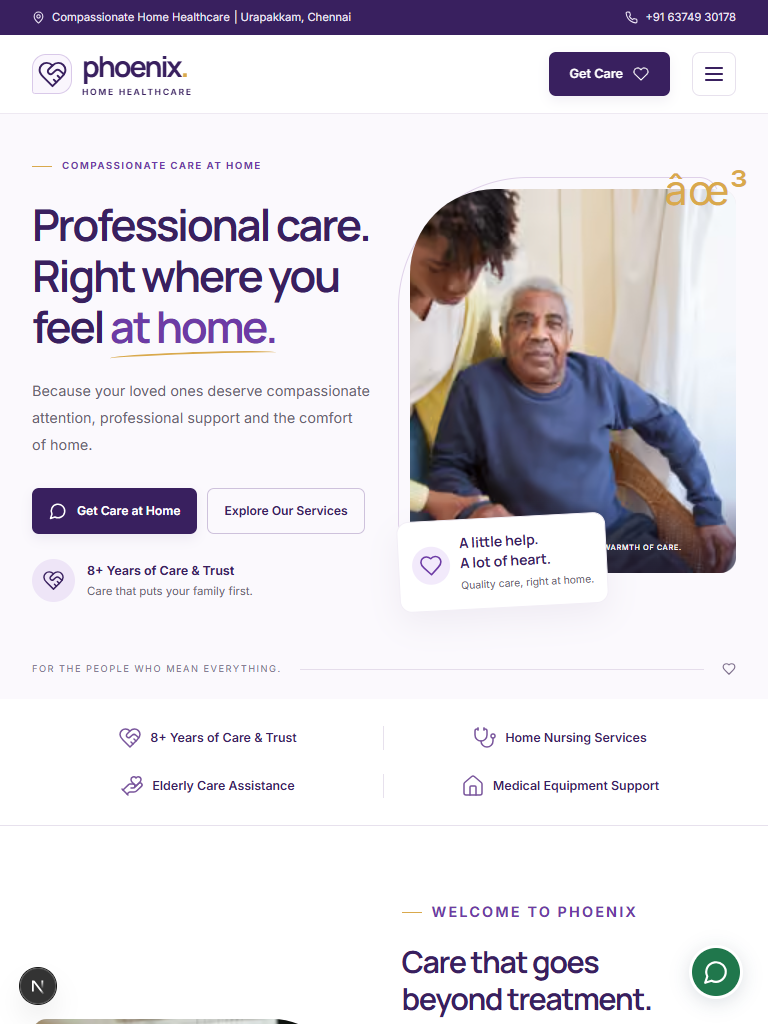 Compassionate Home Healthcare | Urapakkam, Chennai
+91 63749 30178
phoenix.
HOME HEALTHCARE
Get Care
COMPASSIONATE CARE AT HOME
âœ³
Professional care.
Right where you
feel at home.
Because your loved ones deserve compassionate
attention, professional support and the comfort
of home.
Get Care at Home
Explore Our Services
8+ Years of Care & Trust
Care that puts your family first.
WARMTH OF CARE.
A little help.
A lot of heart.
Quality care, right at home.
FOR THE PEOPLE WHO MEAN EVERYTHING.
8+ Years of Care & Trust
Home Nursing Services
Elderly Care Assistance
Medical Equipment Support
WELCOME TO PHOENIX
Care that goes
beyond treatment.
N